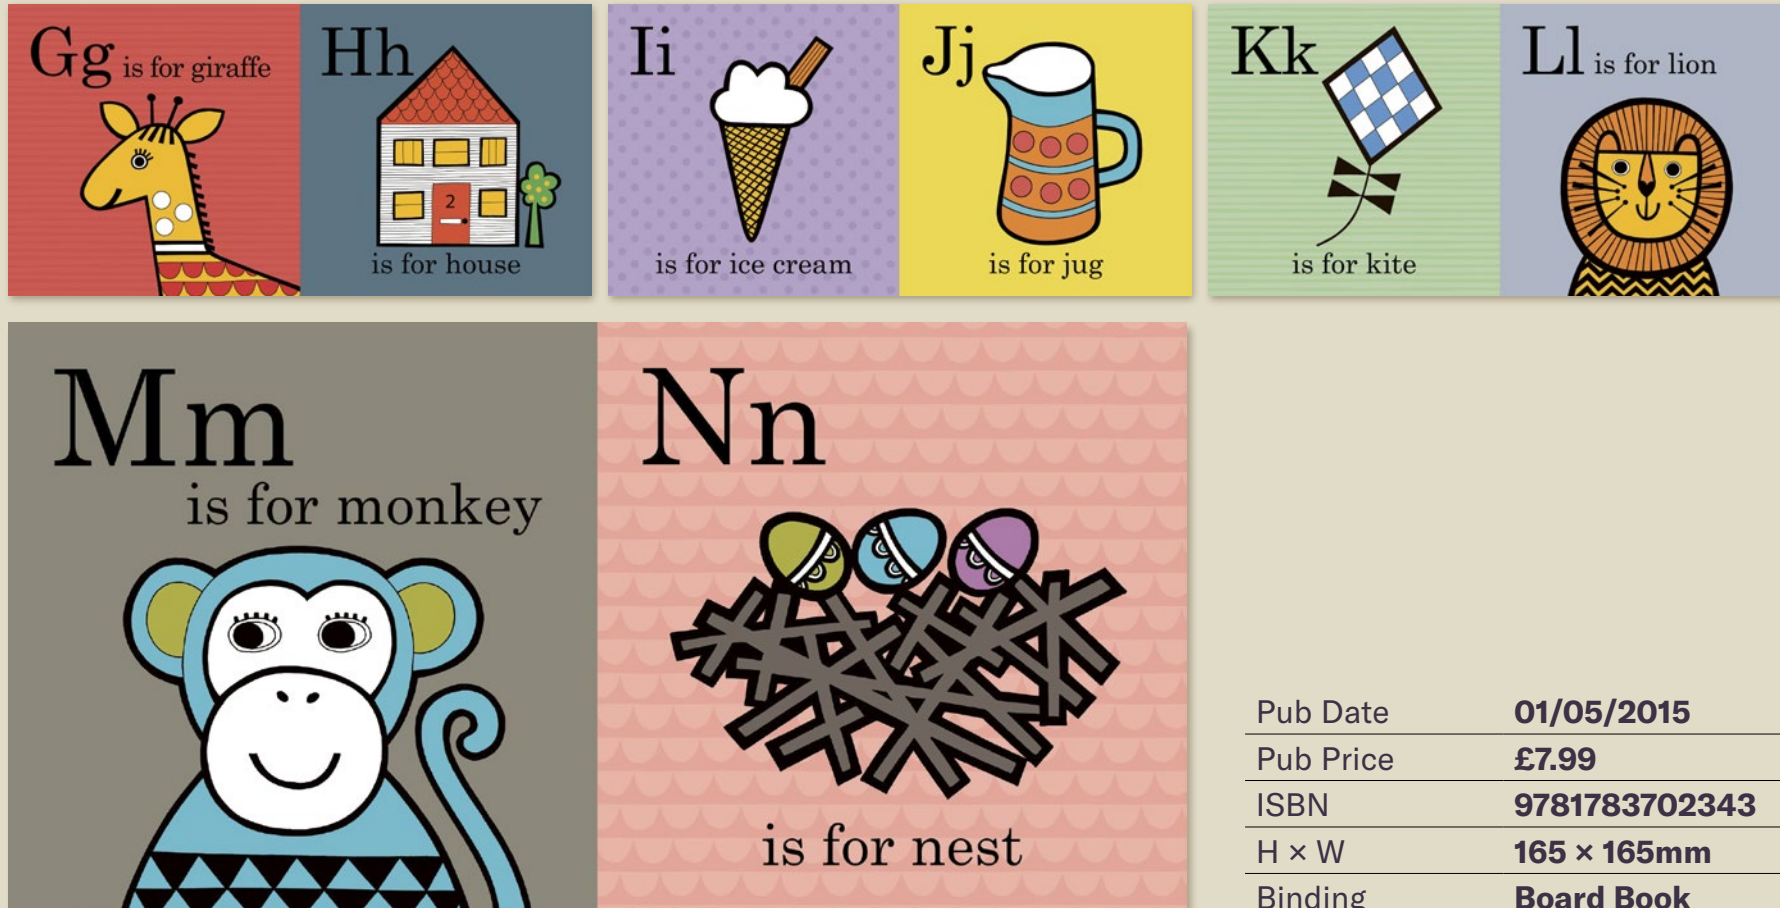 Gg is for giraffe
Hh
2
is for house
Ii
is for ice cream
Jj
is for jug
Kk
is for kite
Ll is for lion
Mm
is for monkey
Nn
is for nest
Pub Date 01/05/2015
Pub Price £7.99
ISBN 9781783702343
H × W 165 × 165mm
Binding Board Book